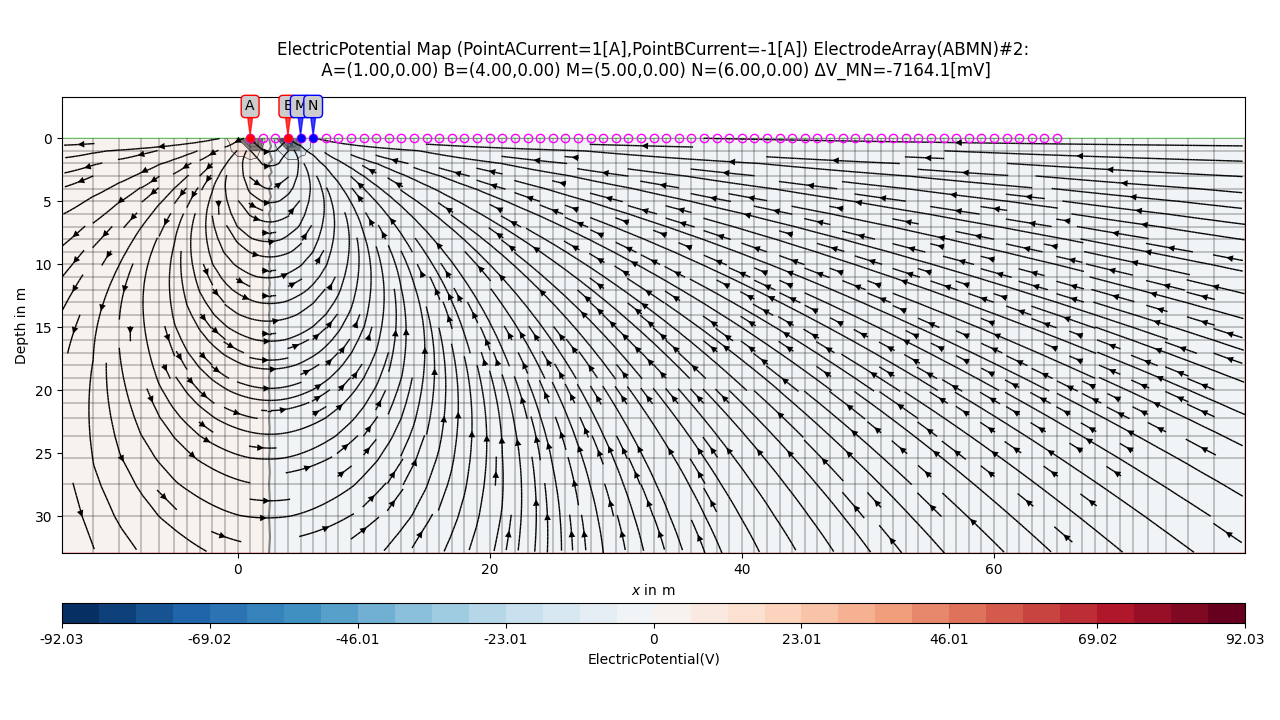 ElectricPotential Map (PointACurrent=1[A],PointBCurrent=-1[A]) ElectrodeArray(ABMN)#2:
A=(1.00,0.00) B=(4.00,0.00) M=(5.00,0.00) N=(6.00,0.00) ΔV_MN=-7164.1[mV]
A B M N
0
5
10
15
20
25
30
Depth in m
0 20 40 60
x in m
-92.03 -69.02 -46.01 -23.01 0 23.01 46.01 69.02 92.03
ElectricPotential(V)